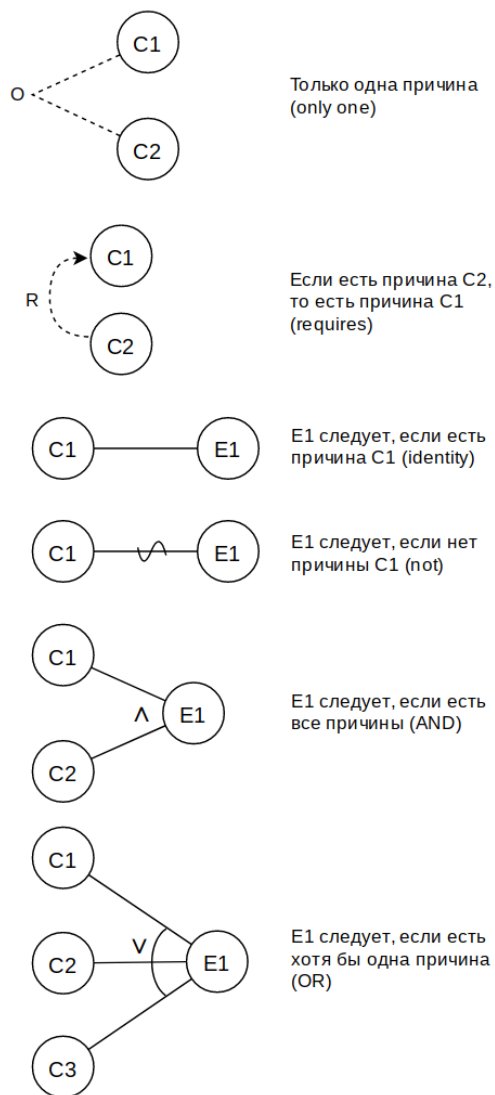 C1
O
C2
Только одна причина
(only one)
C1
R
C2
Если есть причина C2,
то есть причина C1
(requires)
C1
E1
E1 следует, если есть
причина C1 (identity)
C1
E1
E1 следует, если нет
причины C1 (not)
C1
∧
E1
C2
E1 следует, если есть
все причины (AND)
C1
∨
C2
E1
C3
E1 следует, если есть
хотя бы одна причина
(OR)